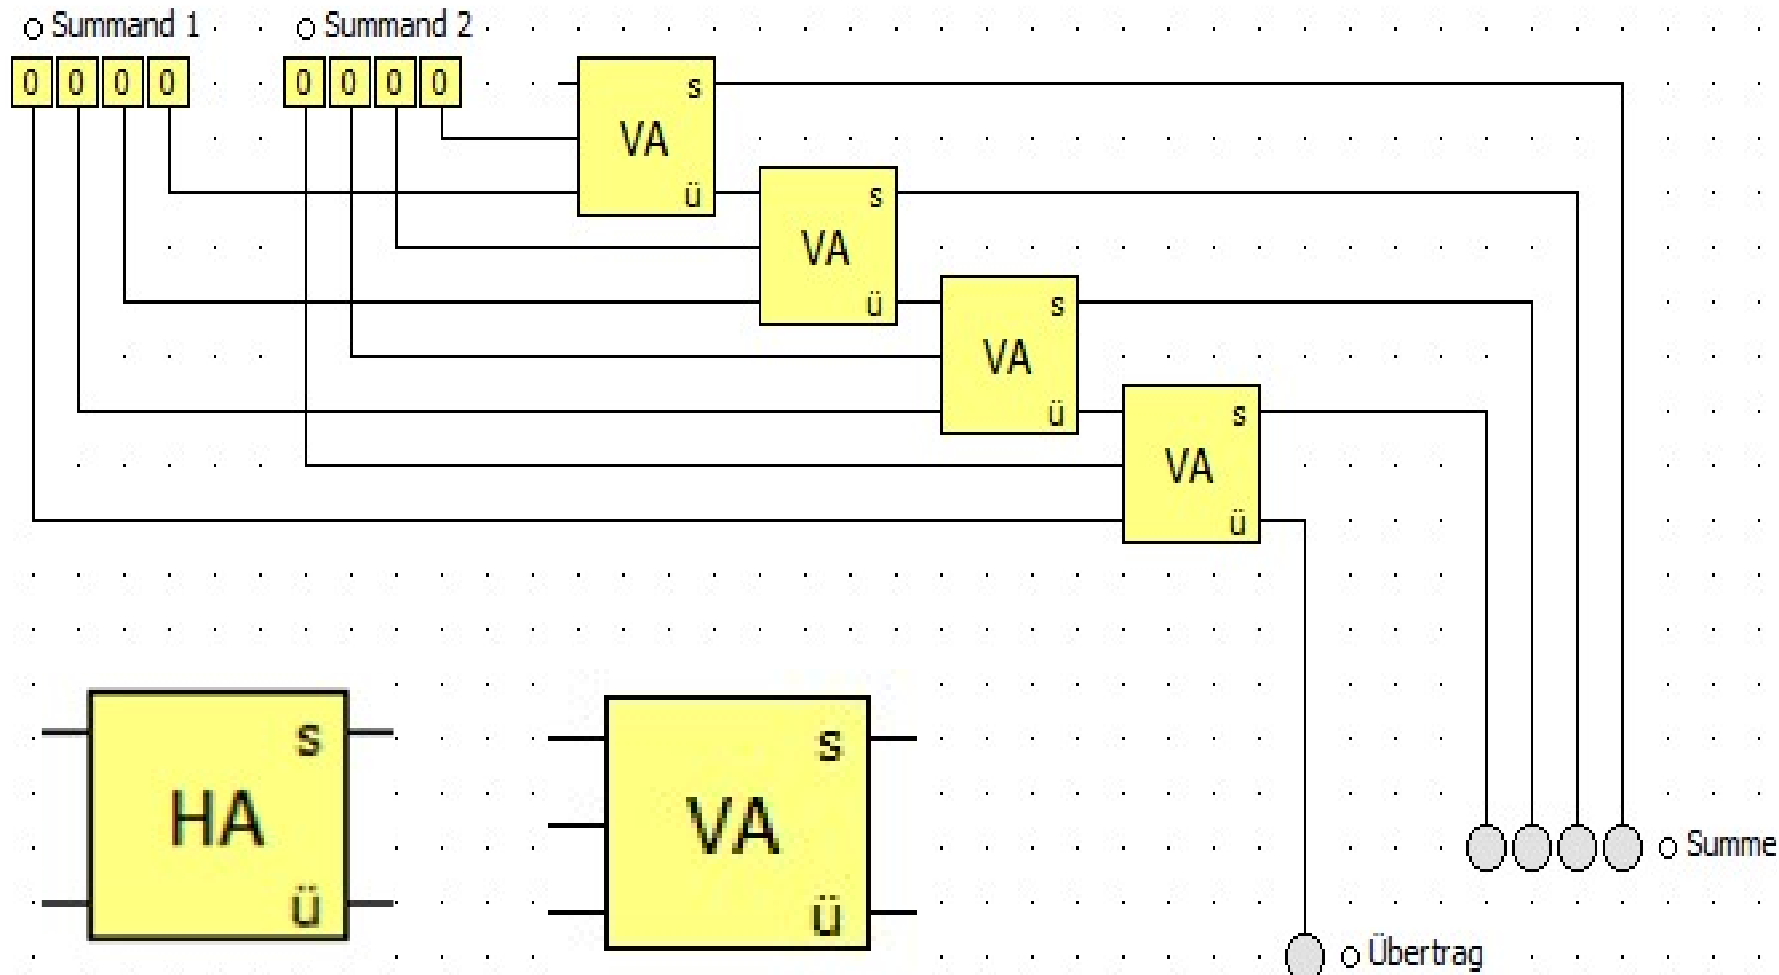 Summand 1 Summand 2
0 0 0 0 0 0 0 0
s
VA
ü s
VA
ü s
VA
ü s
VA
ü
s s
HA VA
Summe
ü ü
Übertrag